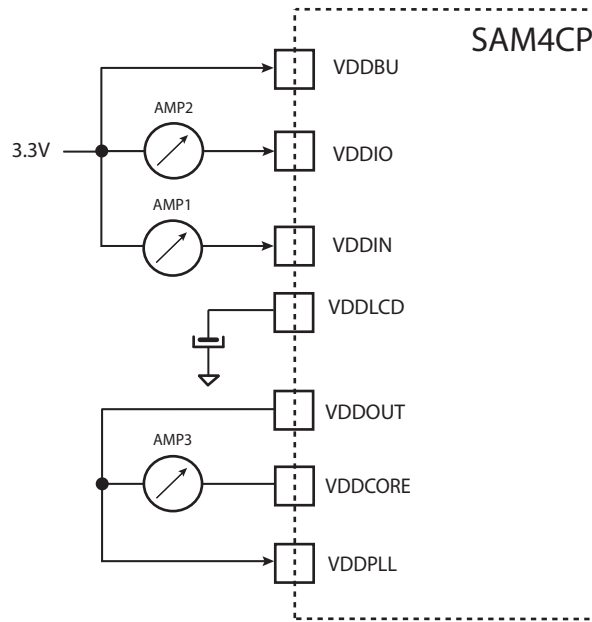 SAM4CP
VDDBU
AMP2
3.3V
VDDIO
AMP1
VDDIN
VDDLCD
VDDOUT
AMP3
VDDCORE
VDDPLL